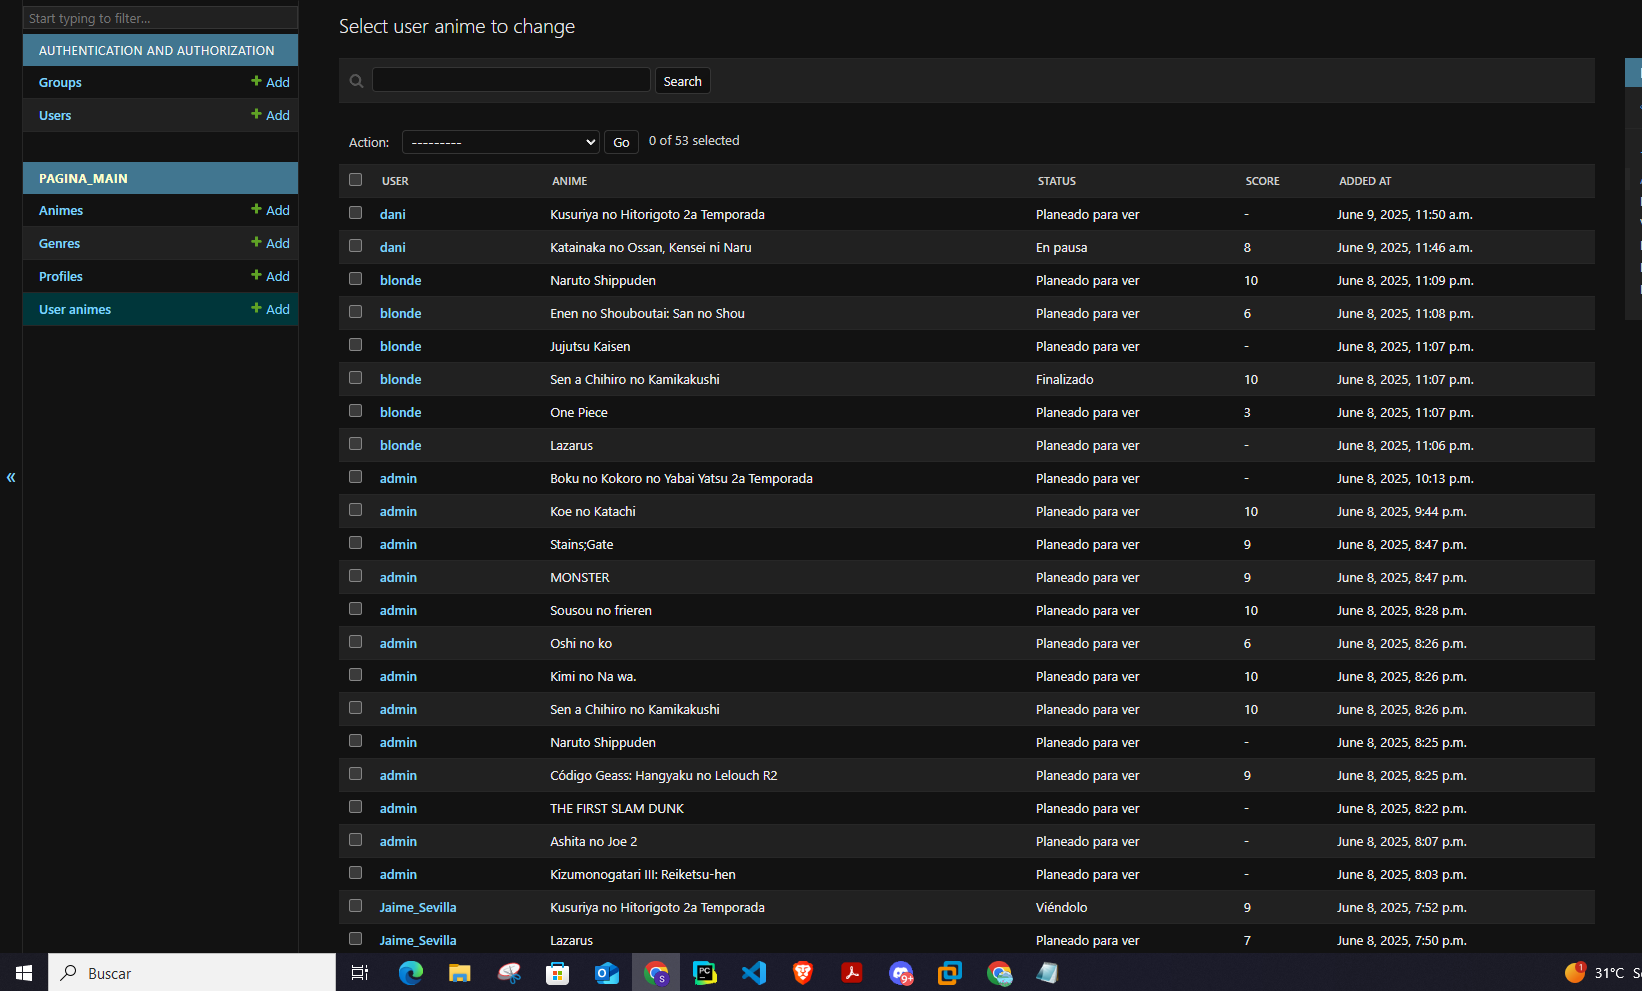 Start typing to filter...
AUTHENTICATION AND AUTHORIZATION
Groups + Add
Users + Add
PAGINA_MAIN
Animes + Add
Genres + Add
Profiles + Add
User animes + Add
«
Select user anime to change
Search
Action: --------- Go 0 of 53 selected
USER ANIME STATUS SCORE ADDED AT
dani Kusuriya no Hitorigoto 2a Temporada Planeado para ver - June 9, 2025, 11:50 a.m.
dani Katainaka no Ossan, Kensei ni Naru En pausa 8 June 9, 2025, 11:46 a.m.
blonde Naruto Shippuden Planeado para ver 10 June 8, 2025, 11:09 p.m.
blonde Enen no Shouboutai: San no Shou Planeado para ver 6 June 8, 2025, 11:08 p.m.
blonde Jujutsu Kaisen Planeado para ver - June 8, 2025, 11:07 p.m.
blonde Sen a Chihiro no Kamikakushi Finalizado 10 June 8, 2025, 11:07 p.m.
blonde One Piece Planeado para ver 3 June 8, 2025, 11:07 p.m.
blonde Lazarus Planeado para ver - June 8, 2025, 11:06 p.m.
admin Boku no Kokoro no Yabai Yatsu 2a Temporada Planeado para ver - June 8, 2025, 10:13 p.m.
admin Koe no Katachi Planeado para ver 10 June 8, 2025, 9:44 p.m.
admin Stains;Gate Planeado para ver 9 June 8, 2025, 8:47 p.m.
admin MONSTER Planeado para ver 9 June 8, 2025, 8:47 p.m.
admin Sousou no frieren Planeado para ver 10 June 8, 2025, 8:28 p.m.
admin Oshi no ko Planeado para ver 6 June 8, 2025, 8:26 p.m.
admin Kimi no Na wa. Planeado para ver 10 June 8, 2025, 8:26 p.m.
admin Sen a Chihiro no Kamikakushi Planeado para ver 10 June 8, 2025, 8:26 p.m.
admin Naruto Shippuden Planeado para ver - June 8, 2025, 8:25 p.m.
admin Código Geass: Hangyaku no Lelouch R2 Planeado para ver 9 June 8, 2025, 8:25 p.m.
admin THE FIRST SLAM DUNK Planeado para ver - June 8, 2025, 8:22 p.m.
admin Ashita no Joe 2 Planeado para ver - June 8, 2025, 8:07 p.m.
admin Kizumonogatari III: Reiketsu-hen Planeado para ver - June 8, 2025, 8:03 p.m.
Jaime_Sevilla Kusuriya no Hitorigoto 2a Temporada Viéndolo 9 June 8, 2025, 7:52 p.m.
Jaime_Sevilla Lazarus Planeado para ver 7 June 8, 2025, 7:50 p.m.
Buscar
31°C